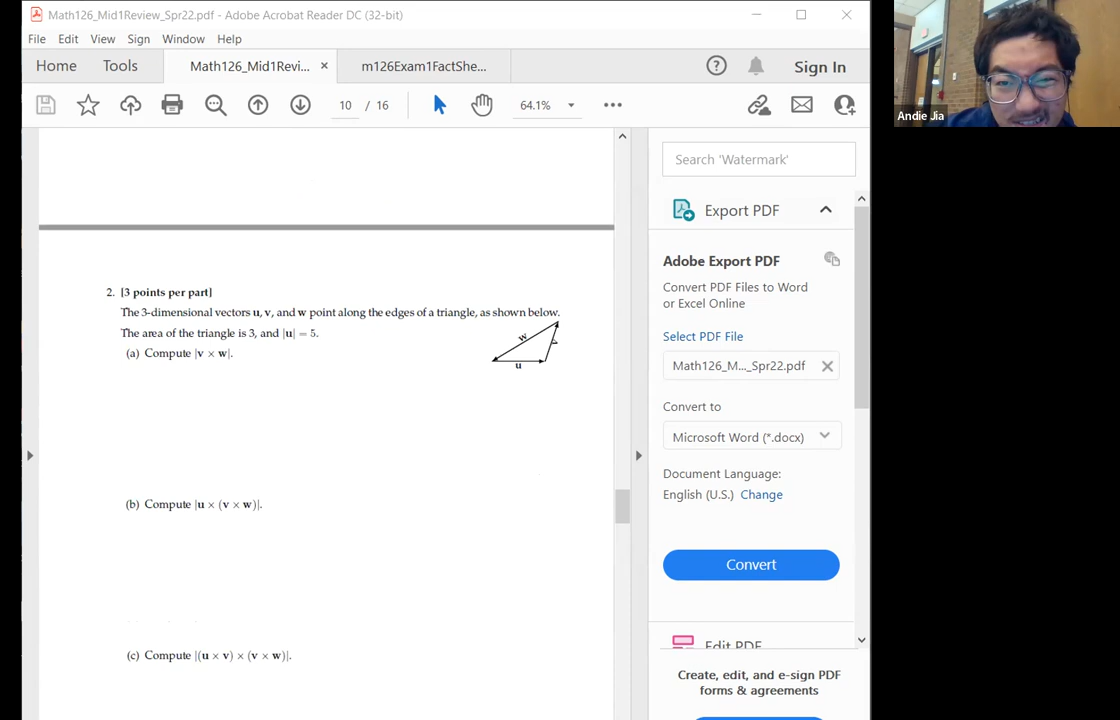 Math126_Mid1Review_Spr22.pdf - Adobe Acrobat Reader DC (32-bit)
File Edit View Sign Window Help
Home Tools Math126_Mid1Revi... × m126Exam1FactShe... Sign In
10 / 16 64.1%
Andie Jia
Search 'Watermark'
Export PDF
Adobe Export PDF
Convert PDF Files to Word
or Excel Online
Select PDF File
Math126_M..._Spr22.pdf
Convert to
Microsoft Word (*.docx)
Document Language:
English (U.S.) Change
Convert
Edit PDF
Create, edit, and e-sign PDF
forms & agreements
2. [3 points per part]
The 3-dimensional vectors u, v, and w point along the edges of a triangle, as shown below.
The area of the triangle is 3, and |u| = 5.
(a) Compute |v × w|.
w
v
u
(b) Compute |u × (v × w)|.
(c) Compute |(u × v) × (v × w)|.